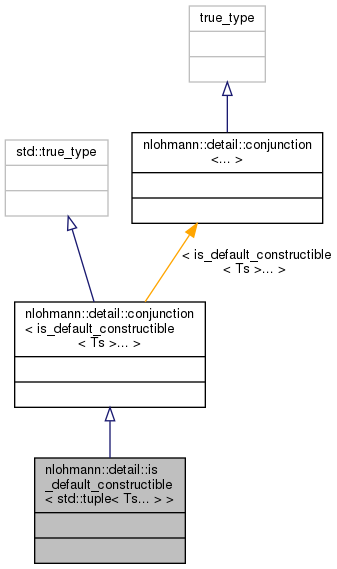 true_type
nlohmann::detail::conjunction
<... >
std::true_type
< is_default_constructible
< Ts >... >
nlohmann::detail::conjunction
< is_default_constructible
< Ts >... >
nlohmann::detail::is
_default_constructible
< std::tuple< Ts... > >